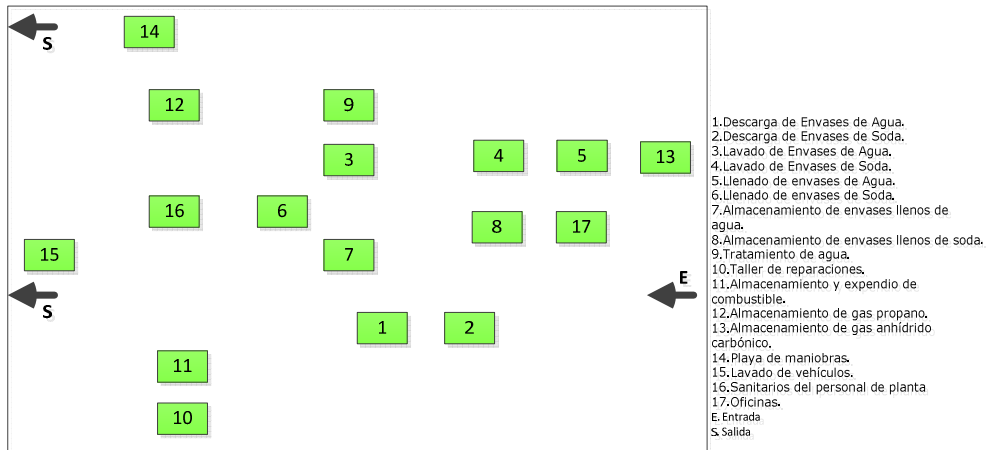 S
14
12
9
3
4
5
13
16
6
8
17
15
7
E
S
1
2
11
10
1.Descarga de Envases de Agua.
2.Descarga de Envases de Soda.
3.Lavado de Envases de Agua.
4.Lavado de Envases de Soda.
5.Llenado de envases de Agua.
6.Llenado de envases de Soda.
7.Almacenamiento de envases llenos de
agua.
8.Almacenamiento de envases llenos de soda.
9.Tratamiento de agua.
10.Taller de reparaciones.
11.Almacenamiento y expendio de
combustible.
12.Almacenamiento de gas propano.
13.Almacenamiento de gas anhídrido
carbónico.
14.Playa de maniobras.
15.Lavado de vehículos.
16.Sanitarios del personal de planta
17.Oficinas.
E. Entrada
S. Salida